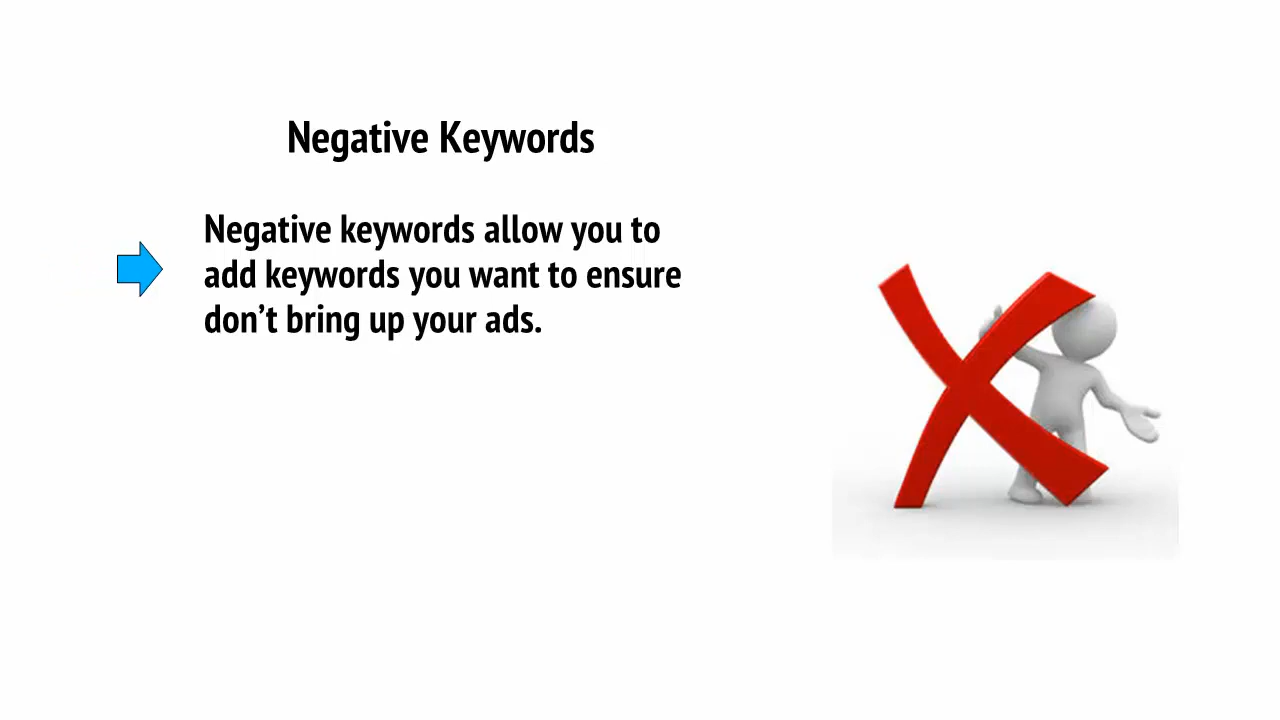 Negative Keywords
Negative keywords allow you to
add keywords you want to ensure
don’t bring up your ads.